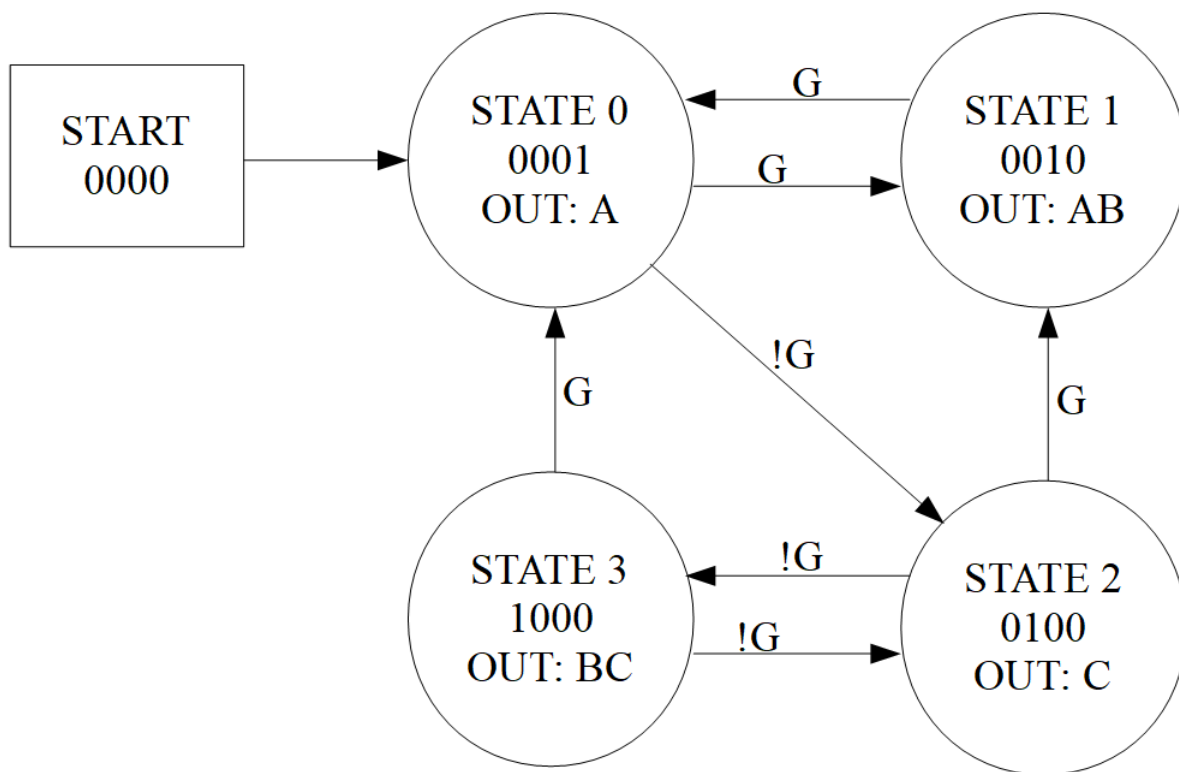 START
0000
STATE 0
0001
OUT: A
G
G
STATE 1
0010
OUT: AB
!G
G
G
STATE 3
1000
OUT: BC
!G
!G
STATE 2
0100
OUT: C